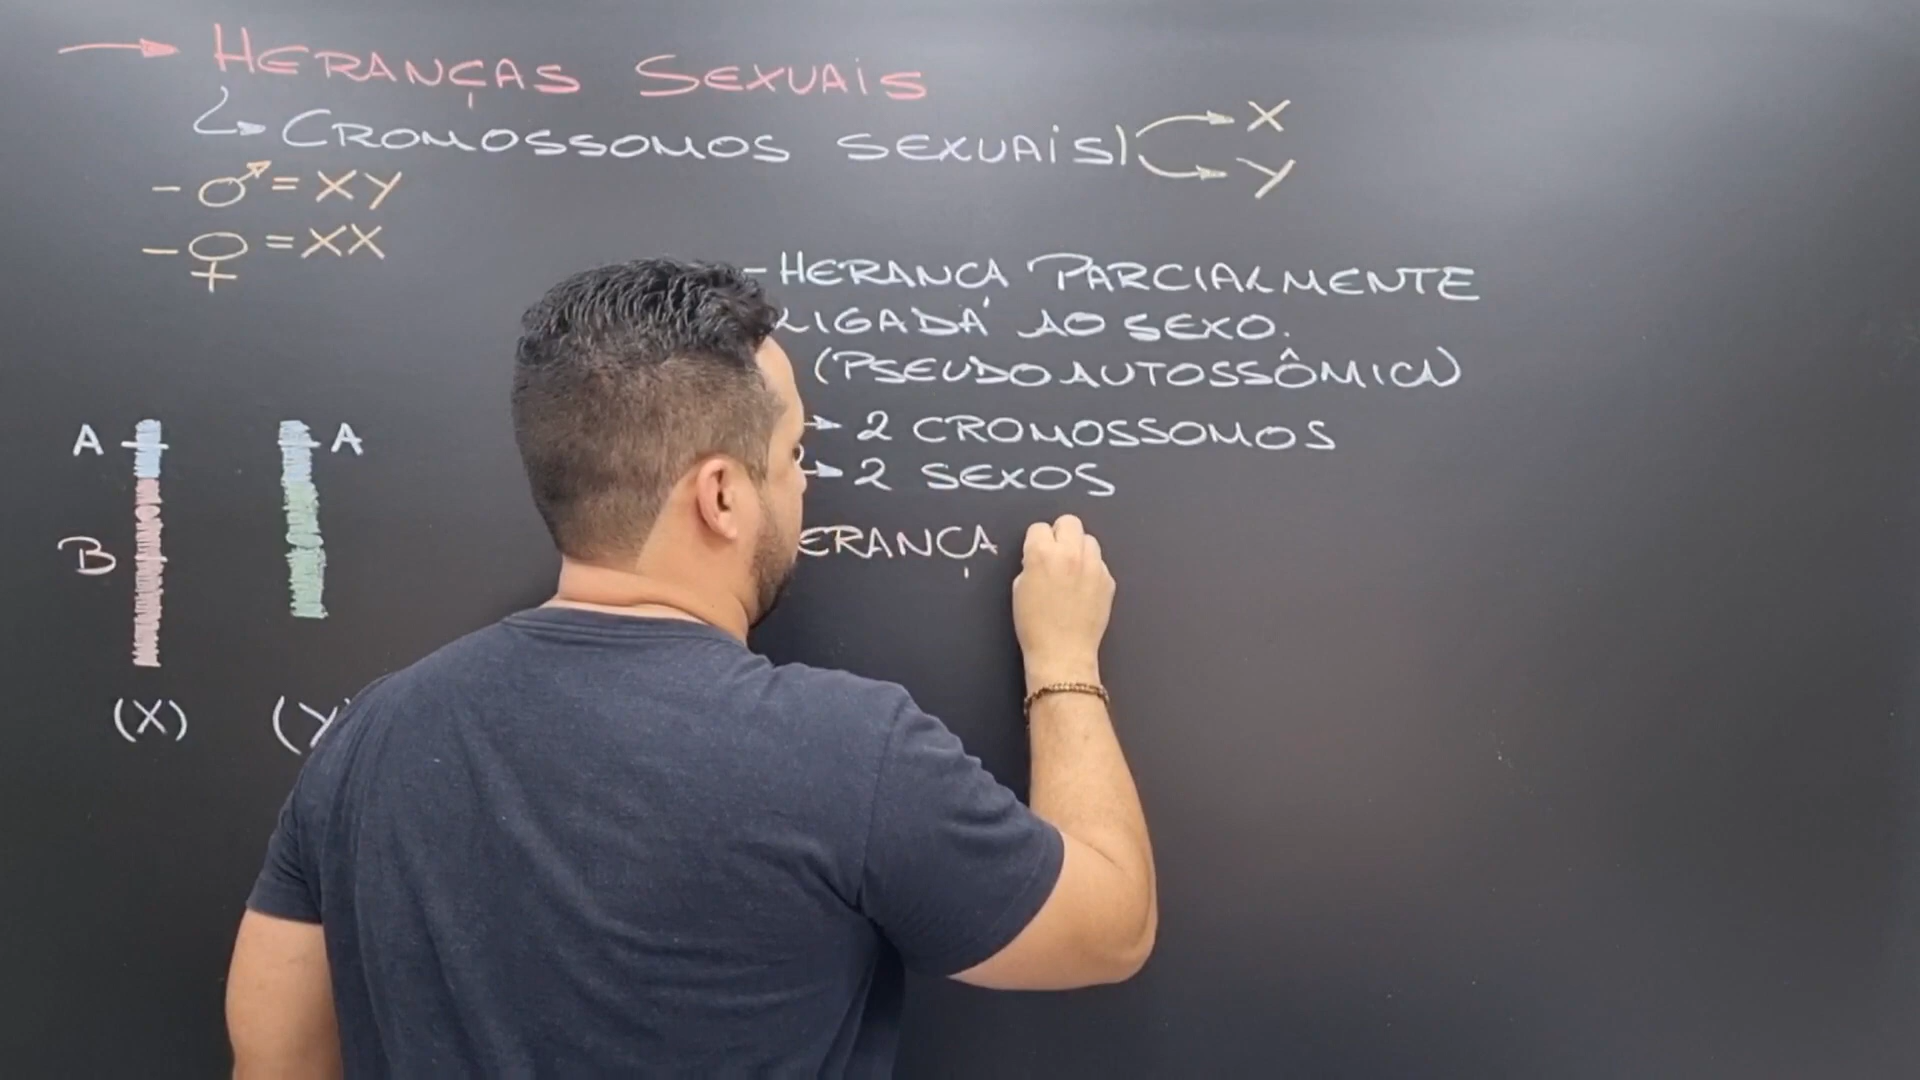 HERANÇAS SEXUAIS
CROMOSSOMOS SEXUAIS
X
Y
- ♂ = XY
- ♀ = XX
- HERANÇA PARCIALMENTE
LIGADA AO SEXO.
(PSEUDOAUTOSSÔMICA)
2 CROMOSSOMOS
2 SEXOS
ERANÇA
A
A
B
(X)
(Y